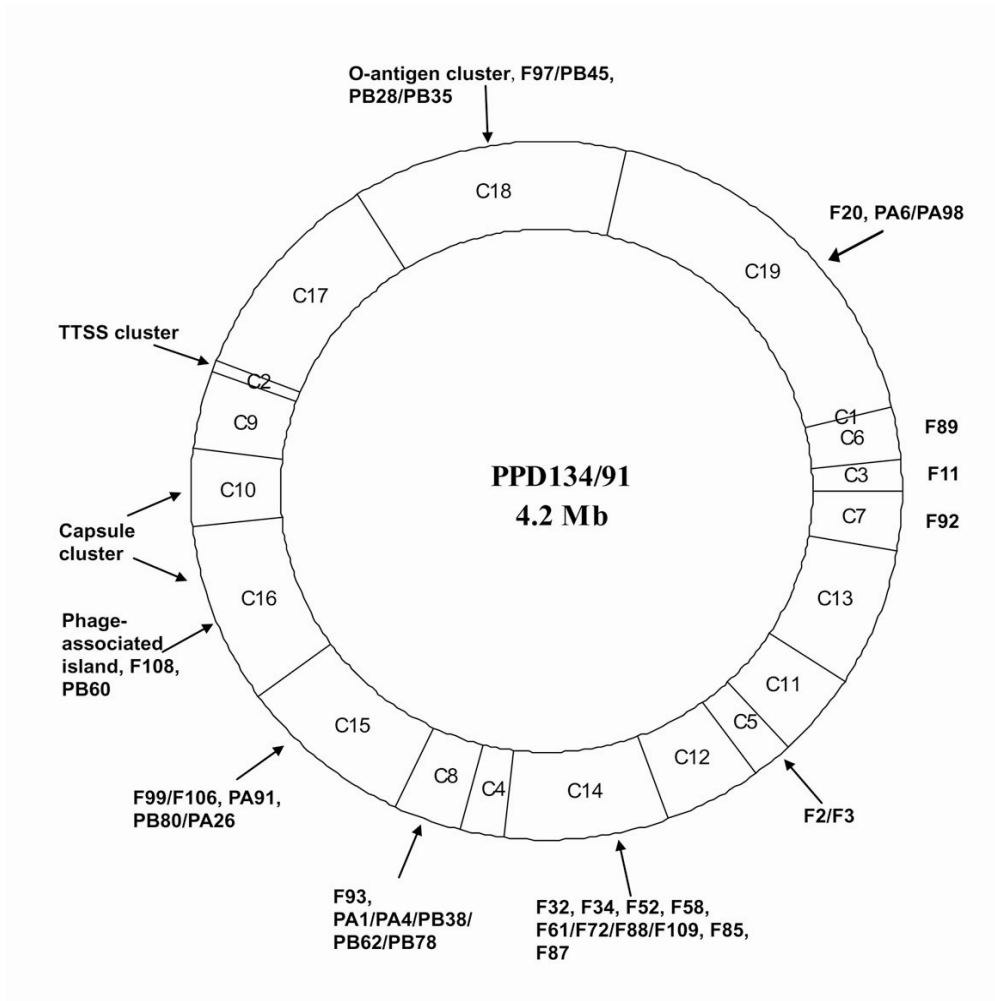 O-antigen cluster, F97/PB45,
PB28/PB35
C18
F20, PA6/PA98
C19
C17
TTSS cluster
C2
C1
C9
C6
F89
C3
F11
PPD134/91
C10
4.2 Mb
C7
F92
Capsule
cluster
C16
C13
Phage-
associated
island, F108,
PB60
C11
C15
C5
C12
C8
C4
C14
F99/F106, PA91,
PB80/PA26
F2/F3
F93,
PA1/PA4/PB38/
PB62/PB78
F32, F34, F52, F58,
F61/F72/F88/F109, F85,
F87